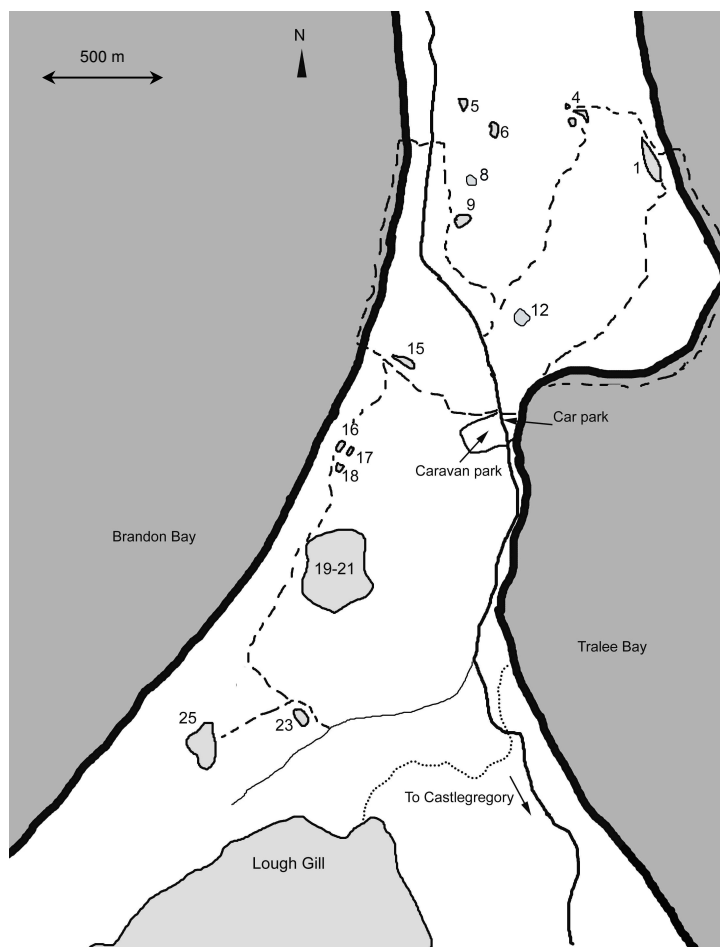 N
500 m
4
5
6
1
8
9
12
15
Car park
16
17
Caravan park
18
Brandon Bay
19-21
Tralee Bay
25
23
To Castlegregory
Lough Gill